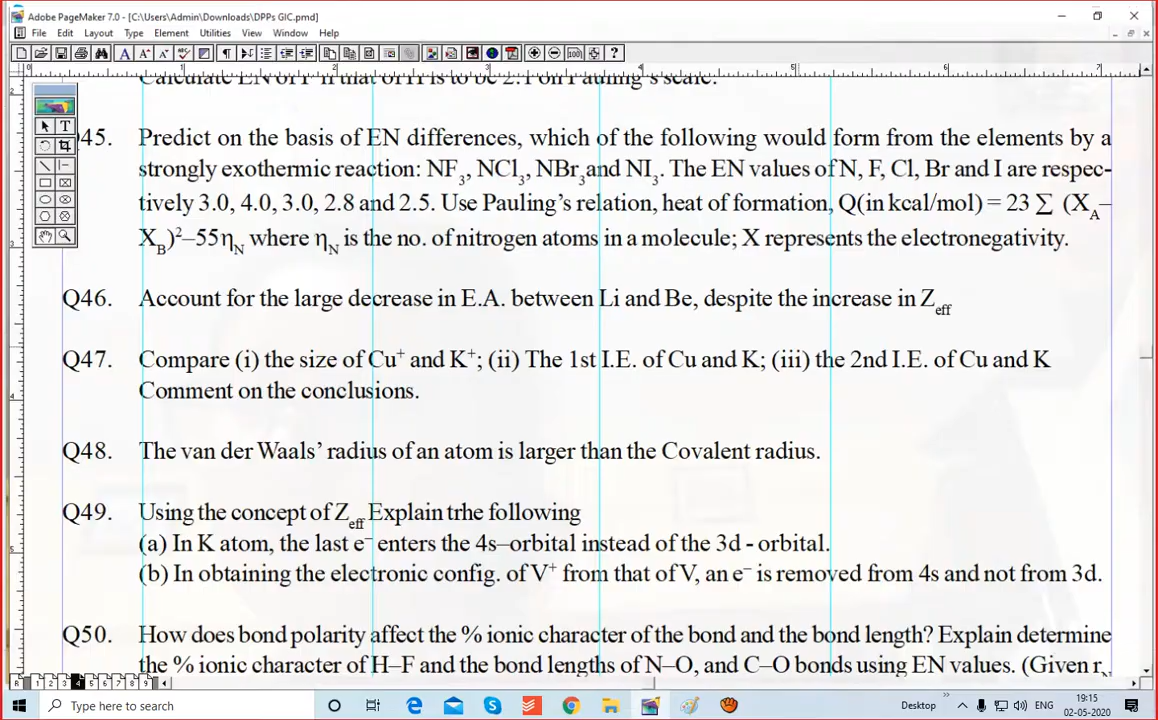 Adobe PageMaker 7.0 - [C:\Users\Admin\Downloads\DPPs GIC.pmd]
File Edit Layout Type Element Utilities View Window Help
45. Predict on the basis of EN differences, which of the following would form from the elements by a
strongly exothermic reaction: NF3, NCl3, NBr3and NI3. The EN values of N, F, Cl, Br and I are respec-
tively 3.0, 4.0, 3.0, 2.8 and 2.5. Use Pauling's relation, heat of formation, Q(in kcal/mol) = 23 ∑ (XA–
XB)²–55ηN where ηN is the no. of nitrogen atoms in a molecule; X represents the electronegativity.
Q46. Account for the large decrease in E.A. between Li and Be, despite the increase in Zeff
Q47. Compare (i) the size of Cu⁺ and K⁺; (ii) The 1st I.E. of Cu and K; (iii) the 2nd I.E. of Cu and K
Comment on the conclusions.
Q48. The van der Waals' radius of an atom is larger than the Covalent radius.
Q49. Using the concept of Zeff Explain trhe following
(a) In K atom, the last e⁻ enters the 4s–orbital instead of the 3d - orbital.
(b) In obtaining the electronic config. of V⁺ from that of V, an e⁻ is removed from 4s and not from 3d.
Q50. How does bond polarity affect the % ionic character of the bond and the bond length? Explain determine
the % ionic character of H–F and the bond lengths of N–O, and C–O bonds using EN values. (Given rN
R 1 2 3 4 5 6 7 8 9
Type here to search
Desktop
ENG
19:15
02-05-2020